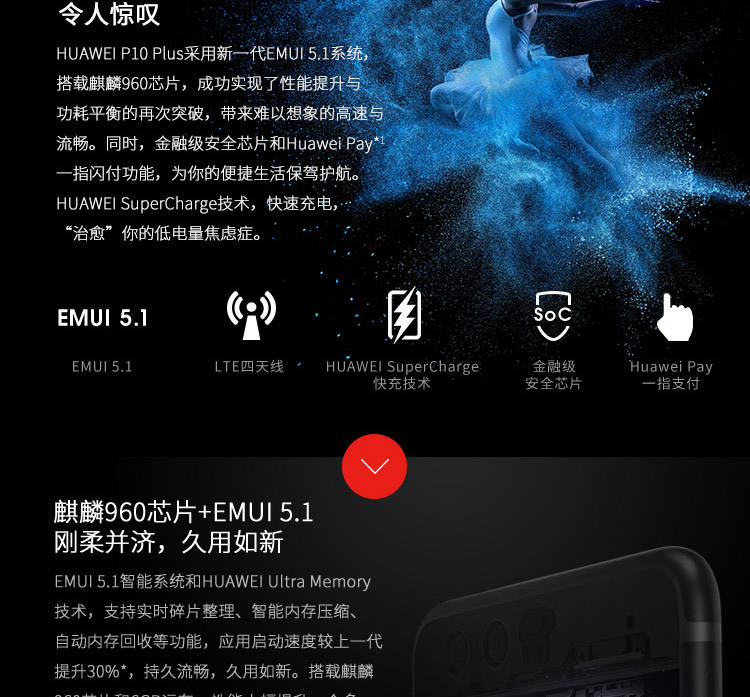 令人惊叹
HUAWEI P10 Plus采用新一代EMUI 5.1系统，
搭载麒麟960芯片，成功实现了性能提升与
功耗平衡的再次突破，带来难以想象的高速与
流畅。同时，金融级安全芯片和Huawei Pay*1
一指闪付功能，为你的便捷生活保驾护航。
HUAWEI SuperCharge技术，快速充电，
“治愈”你的低电量焦虑症。
EMUI 5.1
SoC
EMUI 5.1
LTE四天线
HUAWEI SuperCharge
快充技术
金融级
安全芯片
Huawei Pay
一指支付
麒麟960芯片+EMUI 5.1
刚柔并济，久用如新
EMUI 5.1智能系统和HUAWEI Ultra Memory
技术，支持实时碎片整理、智能内存压缩、
自动内存回收等功能，应用启动速度较上一代
提升30%*，持久流畅，久用如新。搭载麒麟